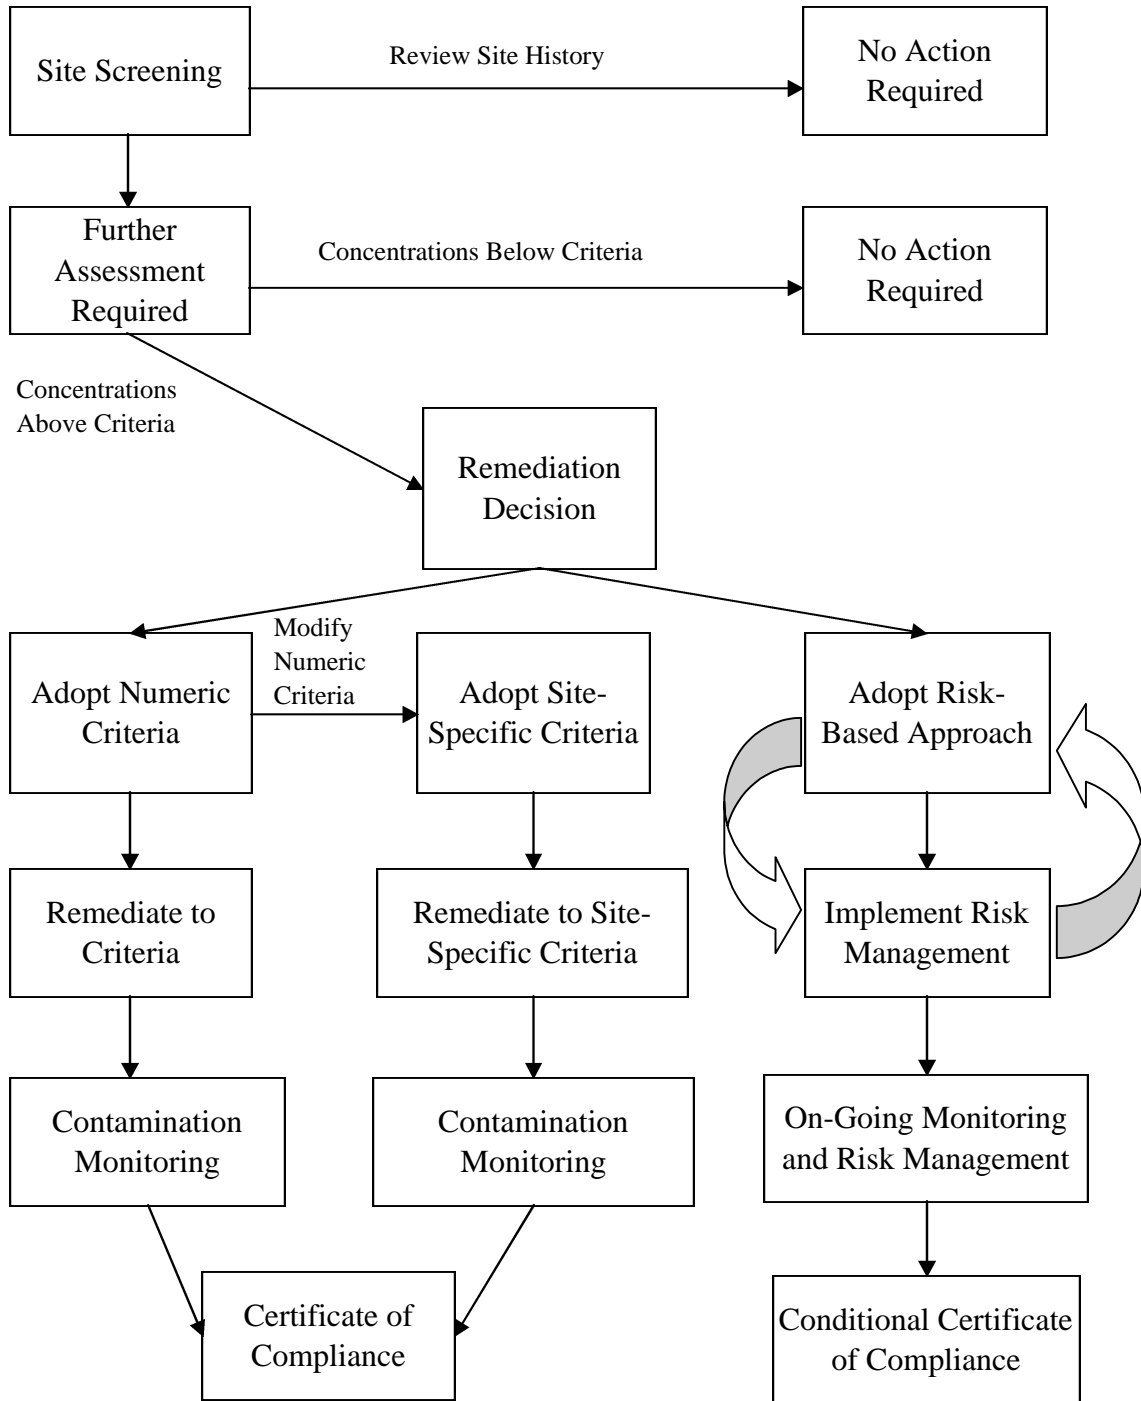 Site Screening
Review Site History
No Action
Required
Further
Assessment
Required
Concentrations Below Criteria
No Action
Required
Concentrations
Above Criteria
Remediation
Decision
Adopt Numeric
Criteria
Modify
Numeric
Criteria
Adopt Site-
Specific Criteria
Adopt Risk-
Based Approach
Remediate to
Criteria
Remediate to Site-
Specific Criteria
Implement Risk
Management
Contamination
Monitoring
Contamination
Monitoring
On-Going Monitoring
and Risk Management
Certificate of
Compliance
Conditional Certificate
of Compliance